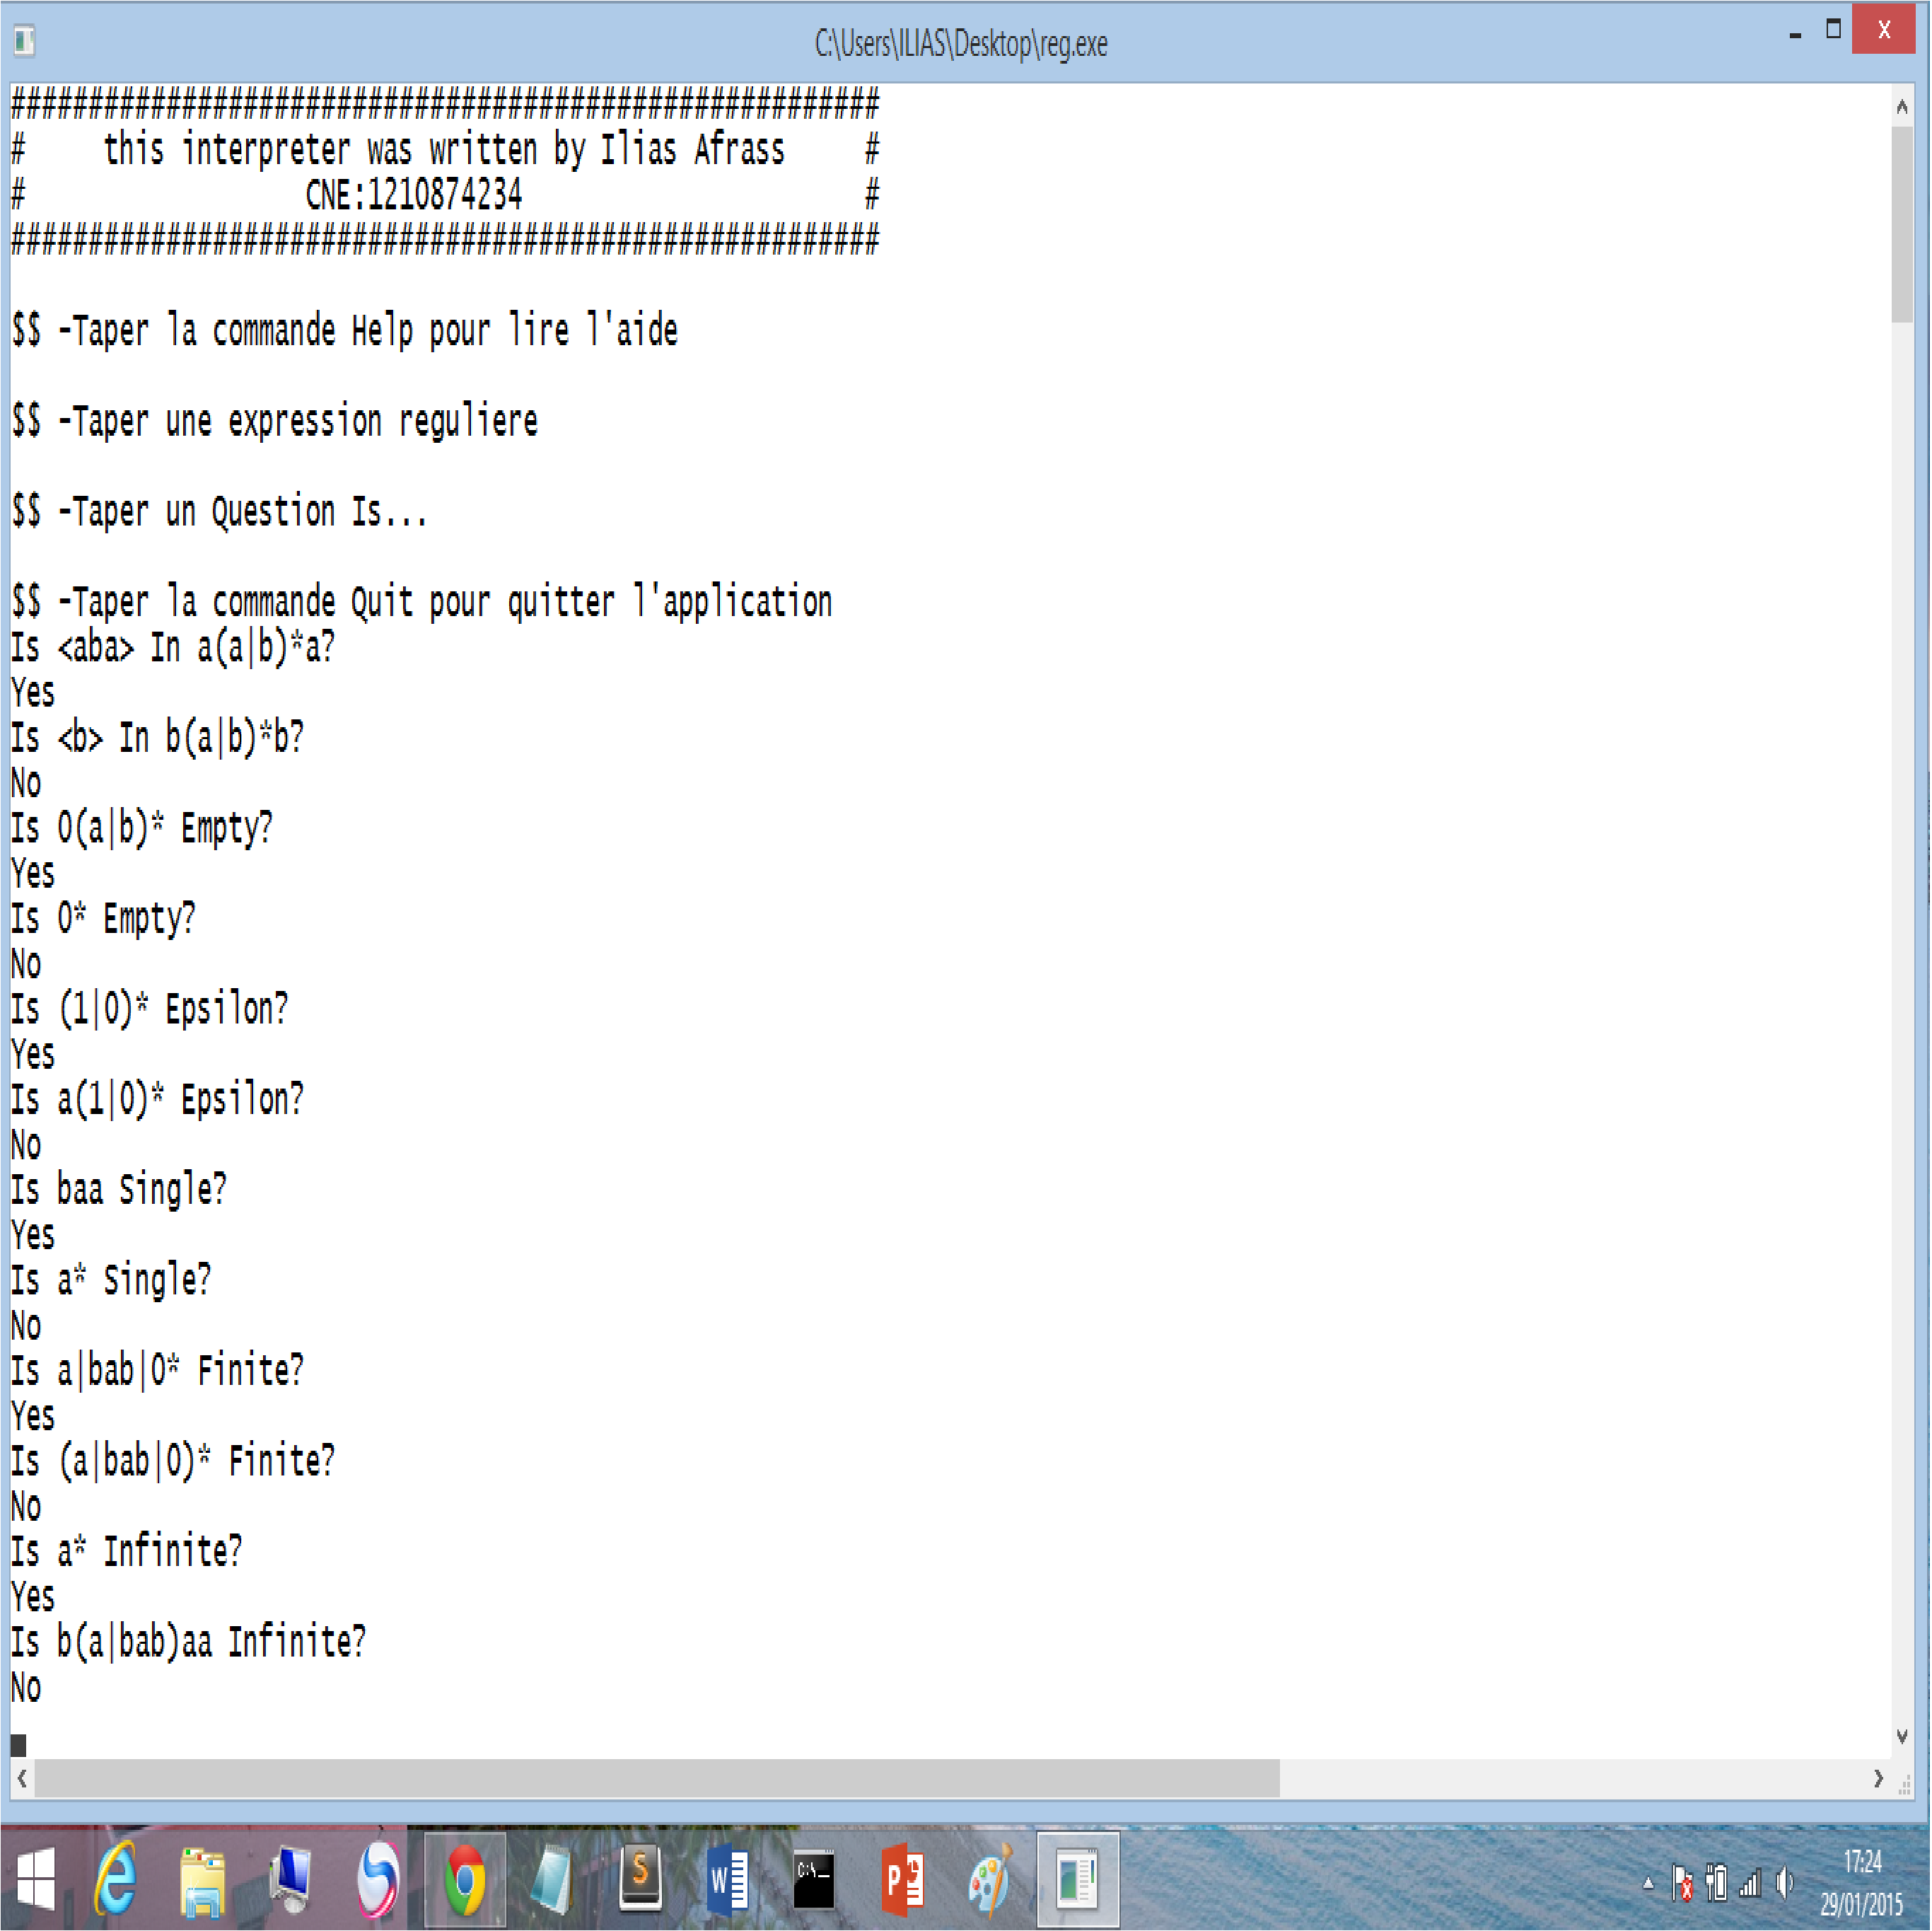 C:\Users\ILIAS\Desktop\reg.exe
X
########################################################
#     this interpreter was written by Ilias Afrass     #
#                  CNE:1210874234                      #
########################################################
$$ -Taper la commande Help pour lire l'aide
$$ -Taper une expression reguliere
$$ -Taper un Question Is...
$$ -Taper la commande Quit pour quitter l'application
Is <aba> In a(a|b)*a?
Yes
Is <b> In b(a|b)*b?
No
Is 0(a|b)* Empty?
Yes
Is 0* Empty?
No
Is (1|0)* Epsilon?
Yes
Is a(1|0)* Epsilon?
No
Is baa Single?
Yes
Is a* Single?
No
Is a|bab|0* Finite?
Yes
Is (a|bab|0)* Finite?
No
Is a* Infinite?
Yes
Is b(a|bab)aa Infinite?
No
17:24
29/01/2015